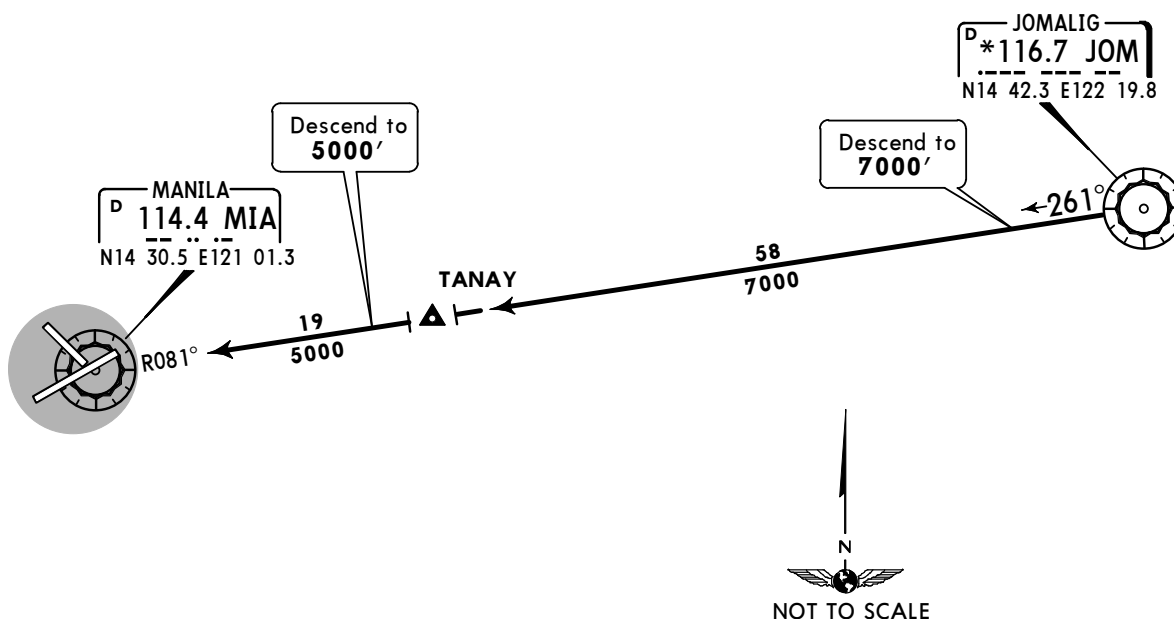 JOMALIG
D *116.7 JOM
N14 42.3 E122 19.8
Descend to
5000′
Descend to
7000′
MANILA
D 114.4 MIA
N14 30.5 E121 01.3
261°
58
7000
TANAY
19
5000
R081°
N
NOT TO SCALE